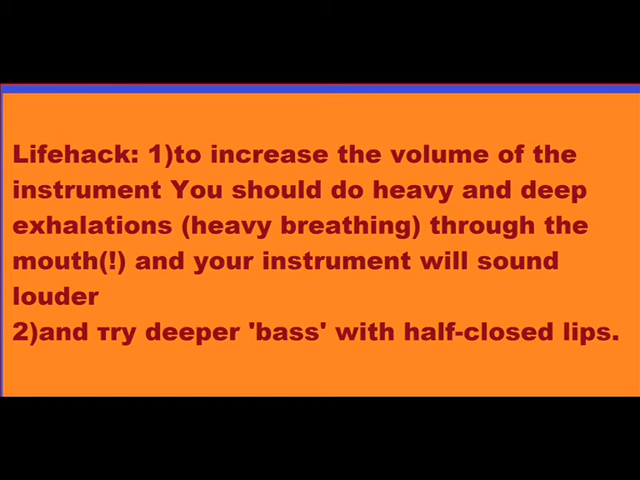 Lifehack: 1)to increase the volume of the
instrument You should do heavy and deep
exhalations (heavy breathing) through the
mouth(!) and your instrument will sound
louder
2)and тry deeper 'bass' with half-closed lips.